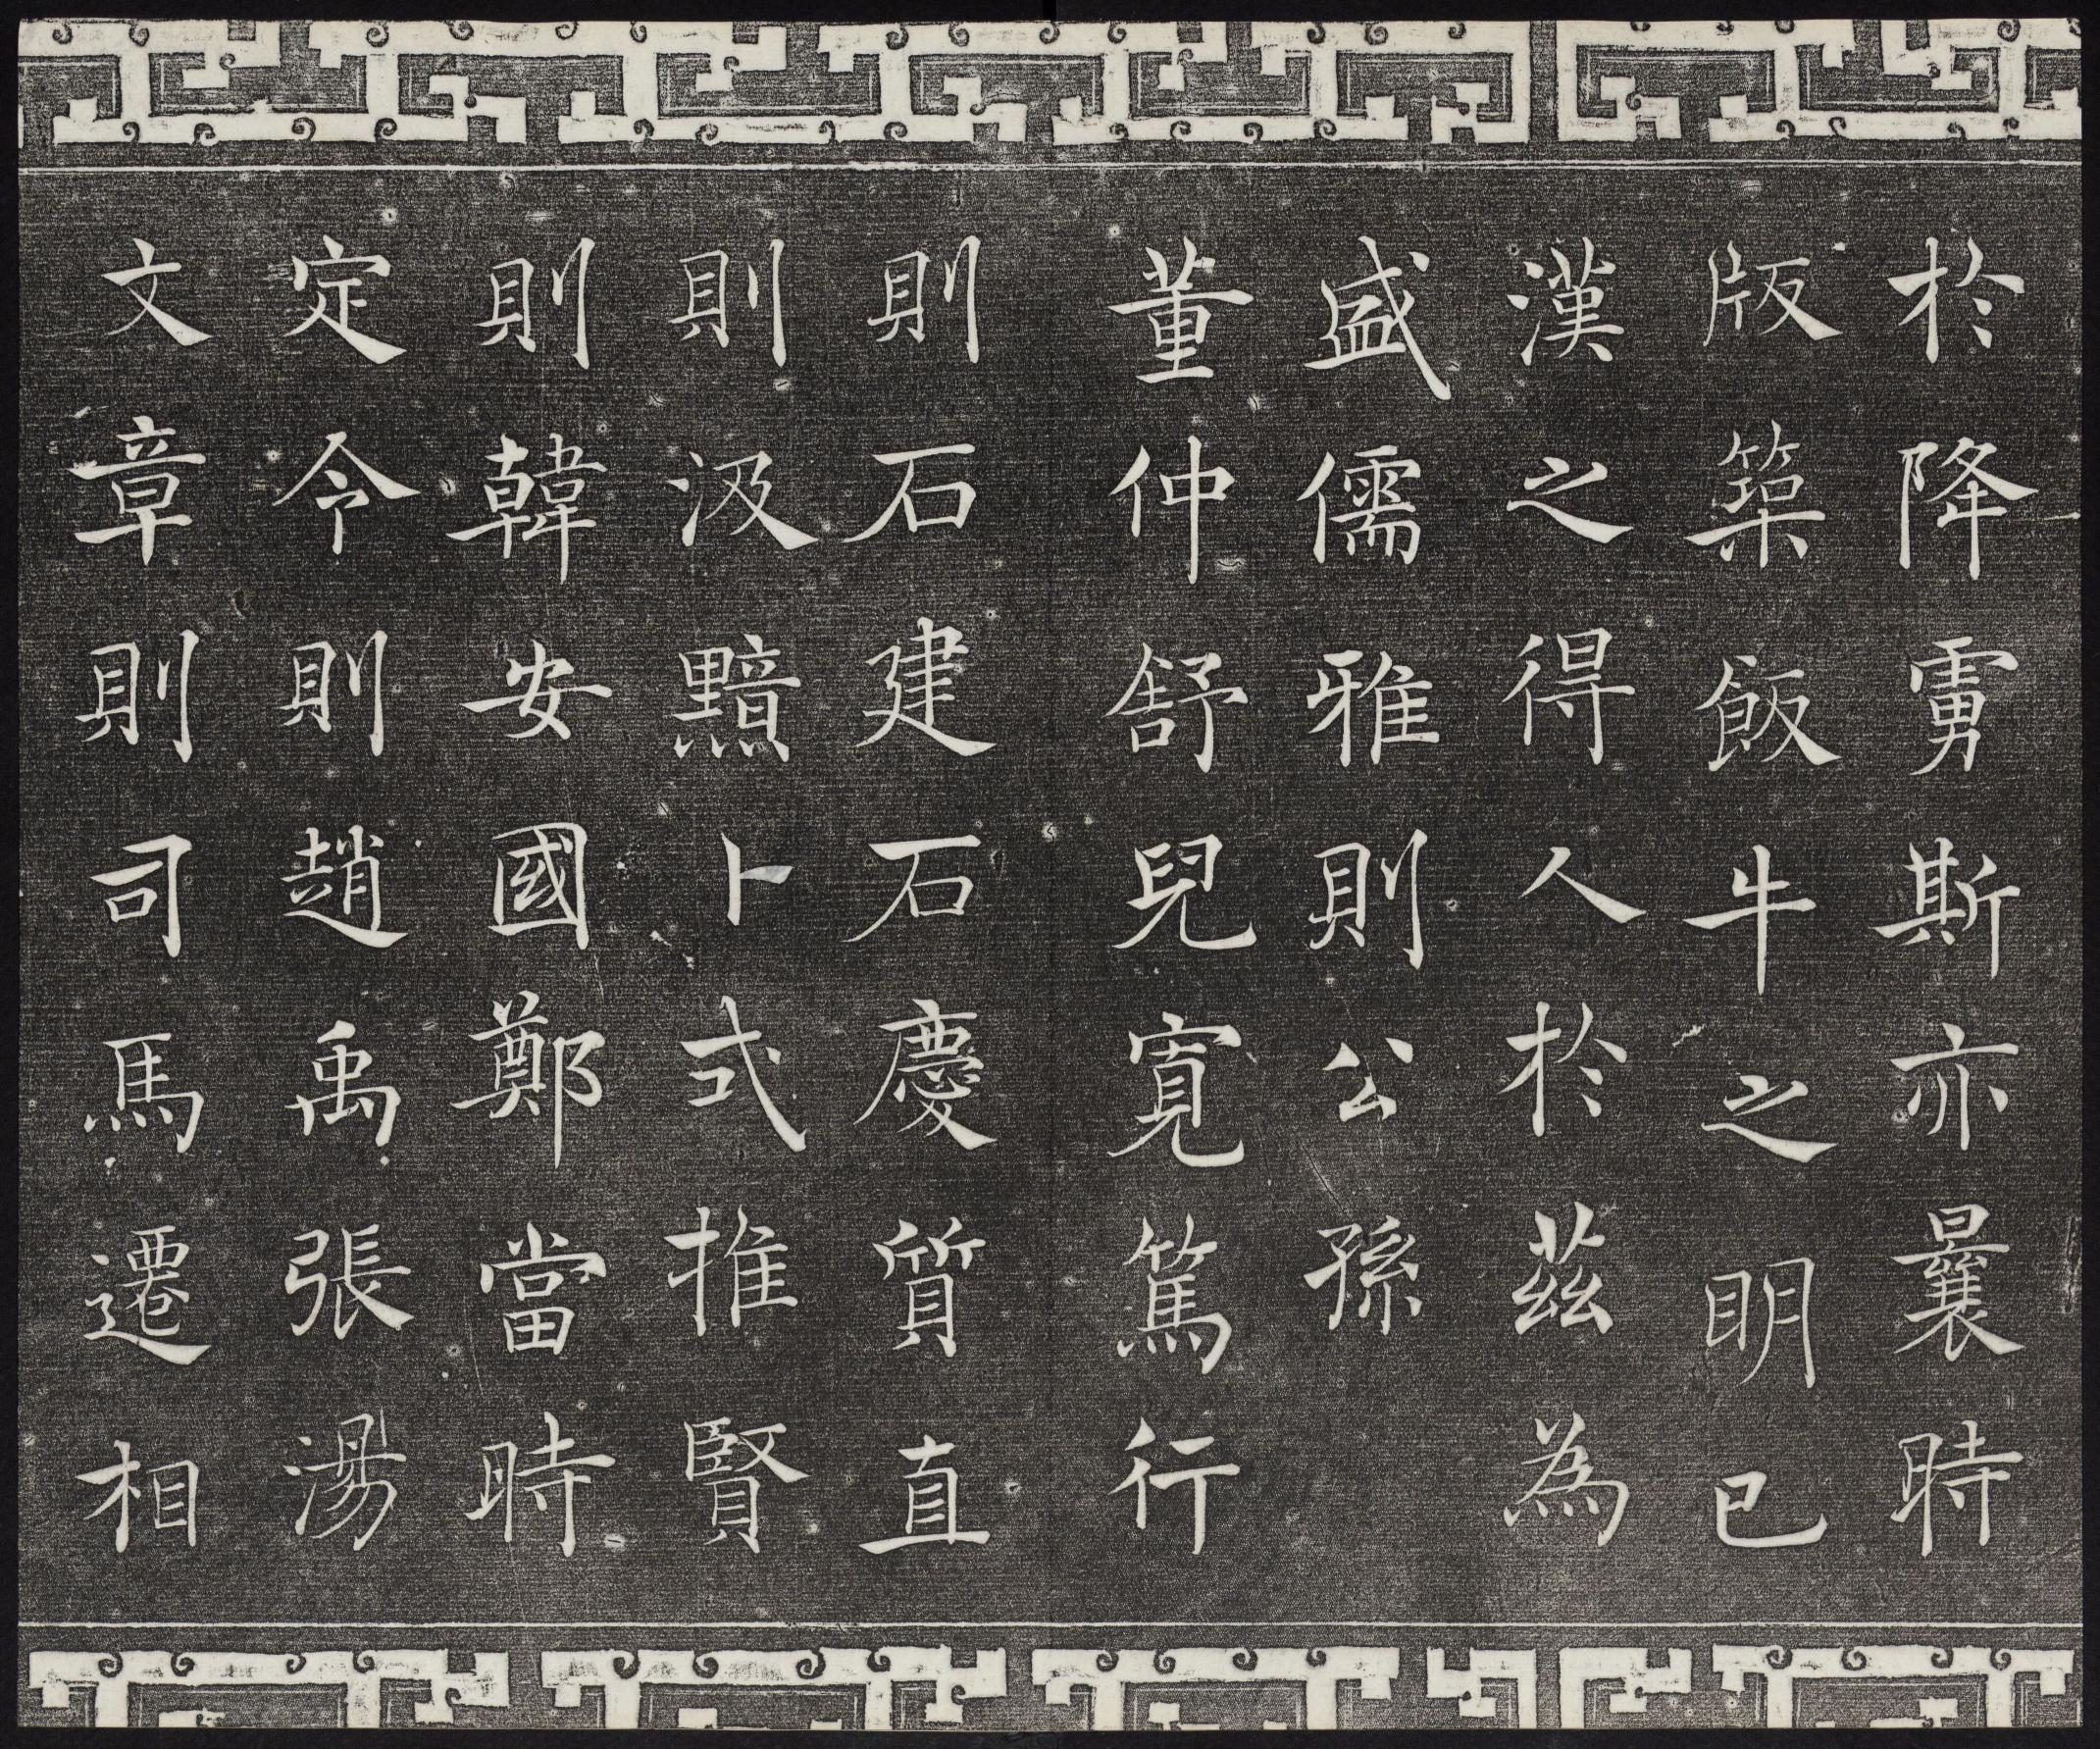 於降虜斯亦曩時
版築飯牛之明已
漢之得人於茲為
盛儒雅則公孫
董仲舒兒寬篤行
則石建石慶質直
則汲黯卜式推賢
則韓安國鄭當時
定令則趙禹張湯
文章則司馬遷相